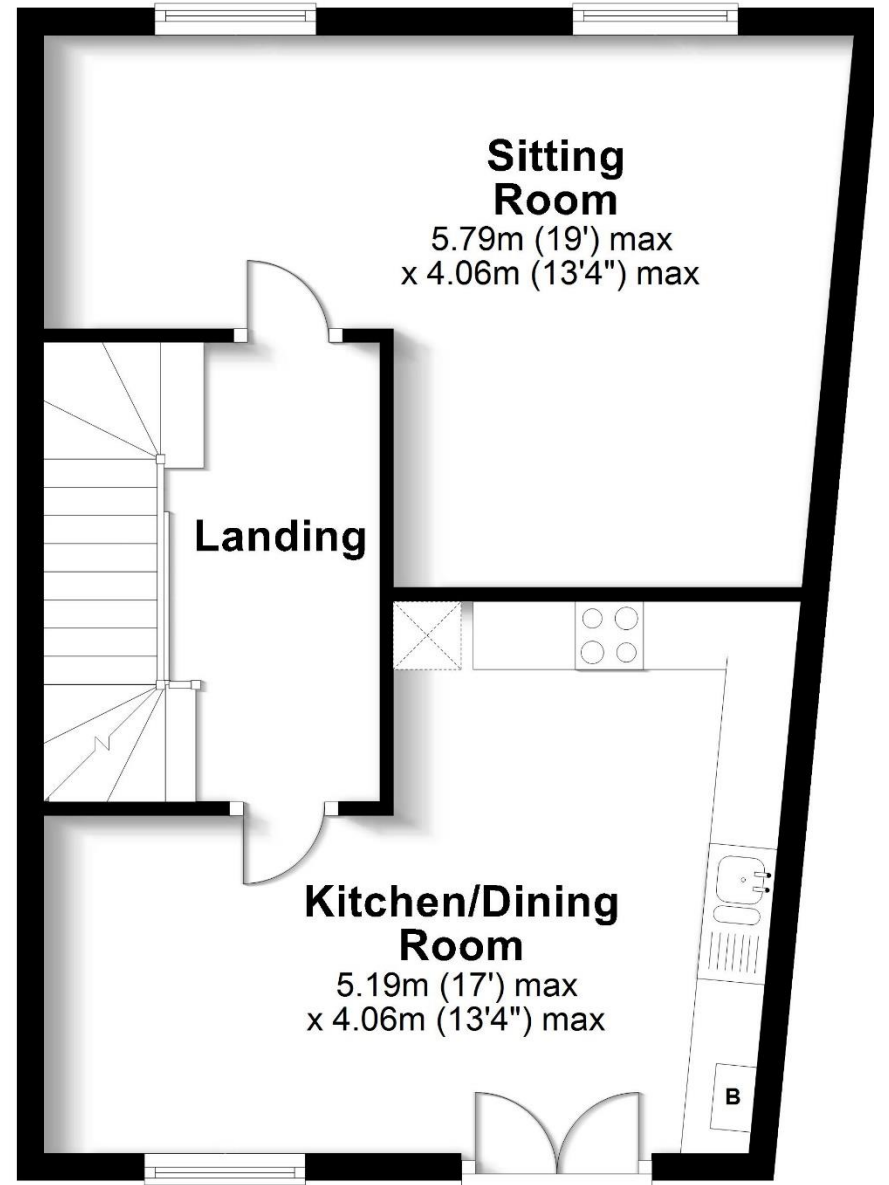 Sitting
Room
5.79m (19') max
x 4.06m (13'4") max
Landing
Kitchen/Dining
Room
5.19m (17') max
x 4.06m (13'4") max
B